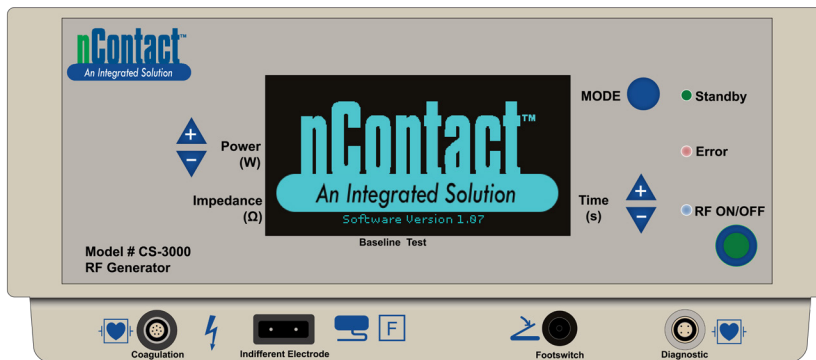 nContact™
An Integrated Solution
MODE
Standby
Power
(W)
nContact™
Error
Impedance
(Ω)
An Integrated Solution
Time
(s)
RF ON/OFF
Software Version 1.07
Baseline Test
Model # CS-3000
RF Generator
F
Coagulation
Indifferent Electrode
Footswitch
Diagnostic